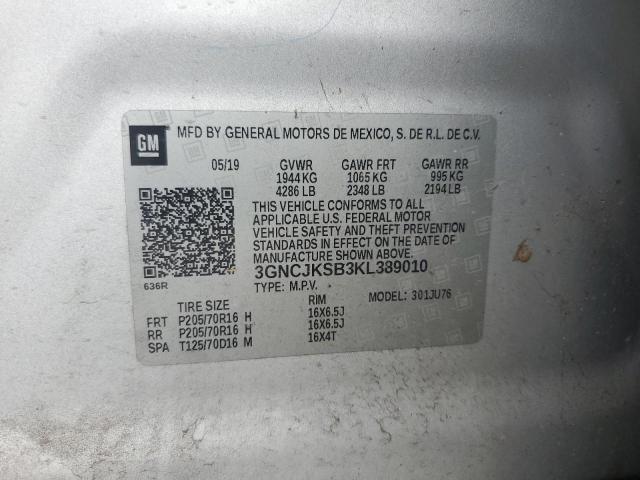 GM
MFD BY GENERAL MOTORS DE MEXICO, S. DE R.L. DE C.V.
05/19 GVWR GAWR FRT GAWR RR
1944 KG 1065 KG 995 KG
4286 LB 2348 LB 2194 LB
THIS VEHICLE CONFORMS TO ALL
APPLICABLE U.S. FEDERAL MOTOR
VEHICLE SAFETY AND THEFT PREVENTION
STANDARDS IN EFFECT ON THE DATE OF
MANUFACTURE SHOWN ABOVE.
3GNCJKSB3KL389010
636R TYPE: M.P.V. MODEL: 301JU76
TIRE SIZE RIM
FRT P205/70R16 H 16X6.5J
RR P205/70R16 H 16X6.5J
SPA T125/70D16 M 16X4T